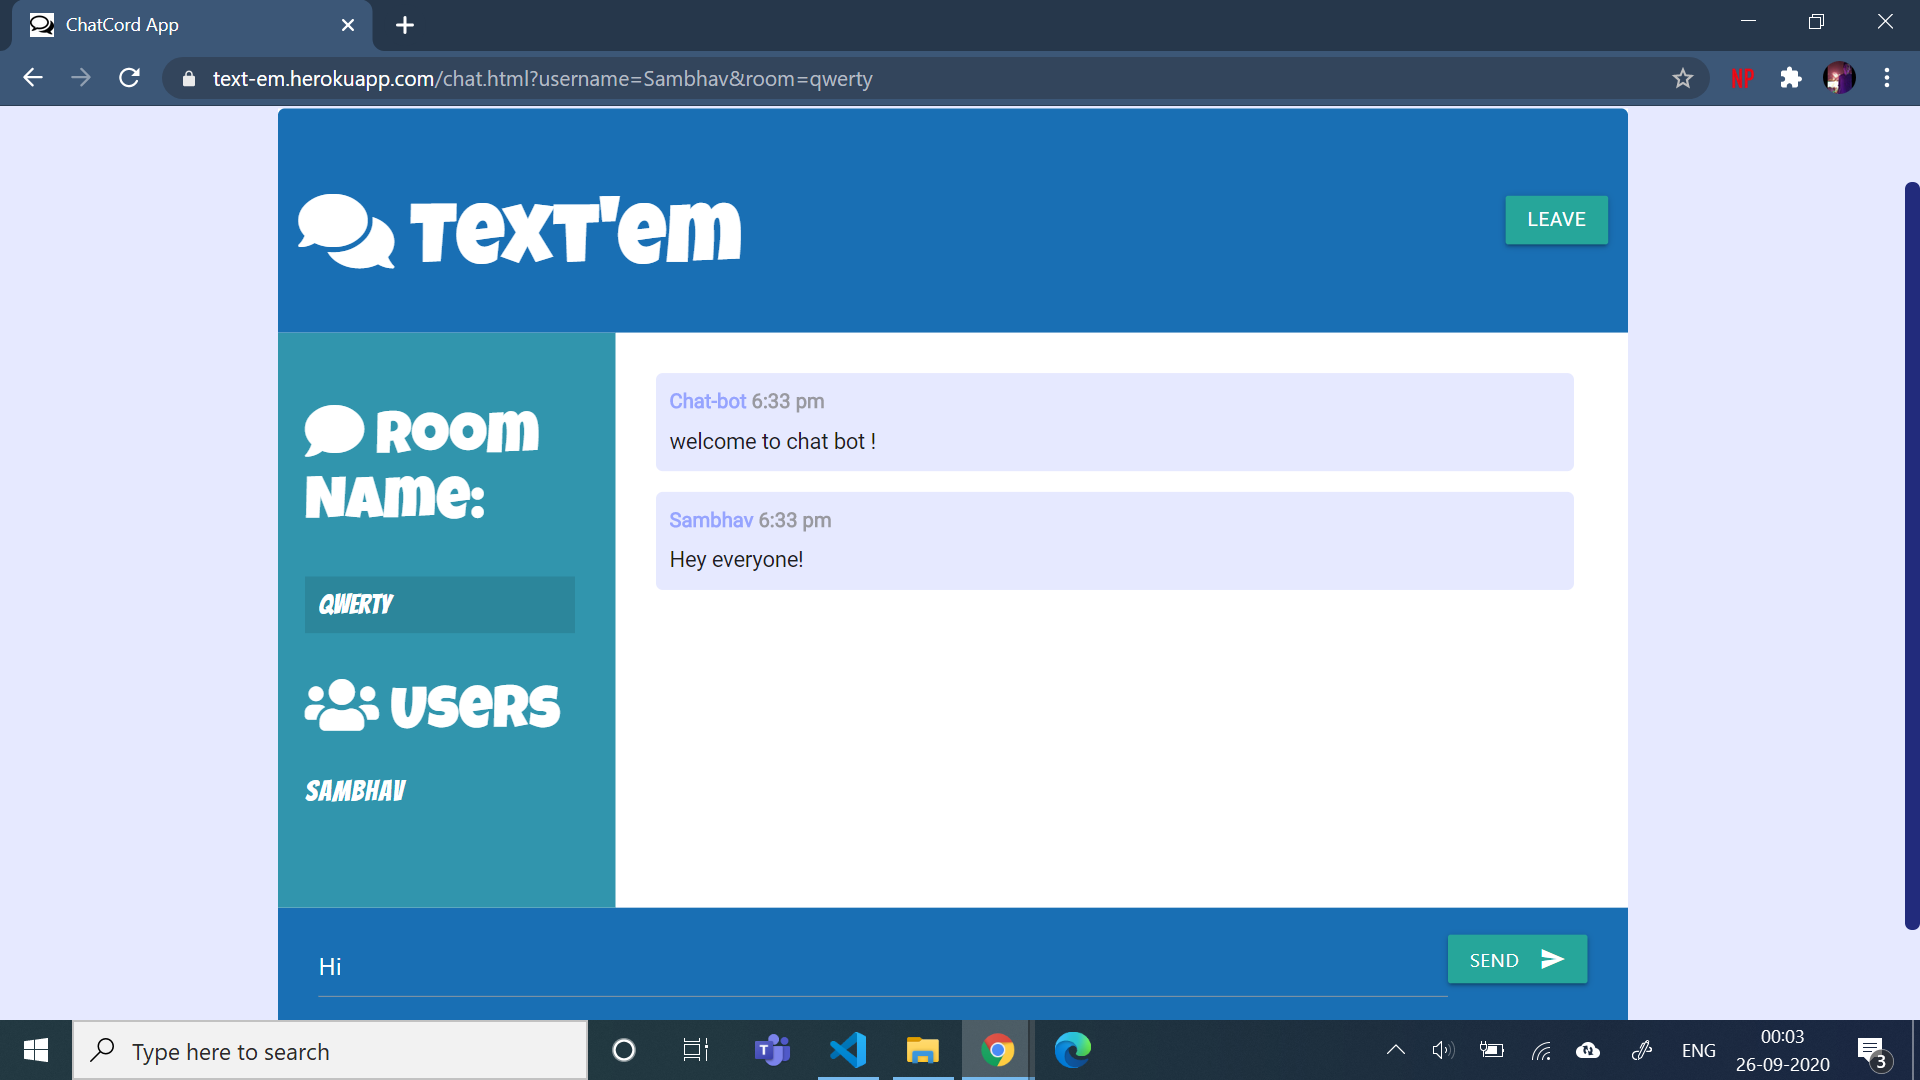 ChatCord App
text-em.herokuapp.com/chat.html?username=Sambhav&room=qwerty
NP
Text'em
LEAVE
Room
Name:
QWERTY
Users
SAMBHAV
Chat-bot 6:33 pm
welcome to chat bot !
Sambhav 6:33 pm
Hey everyone!
Hi
SEND
Type here to search
T
ENG
00:03
26-09-2020
3